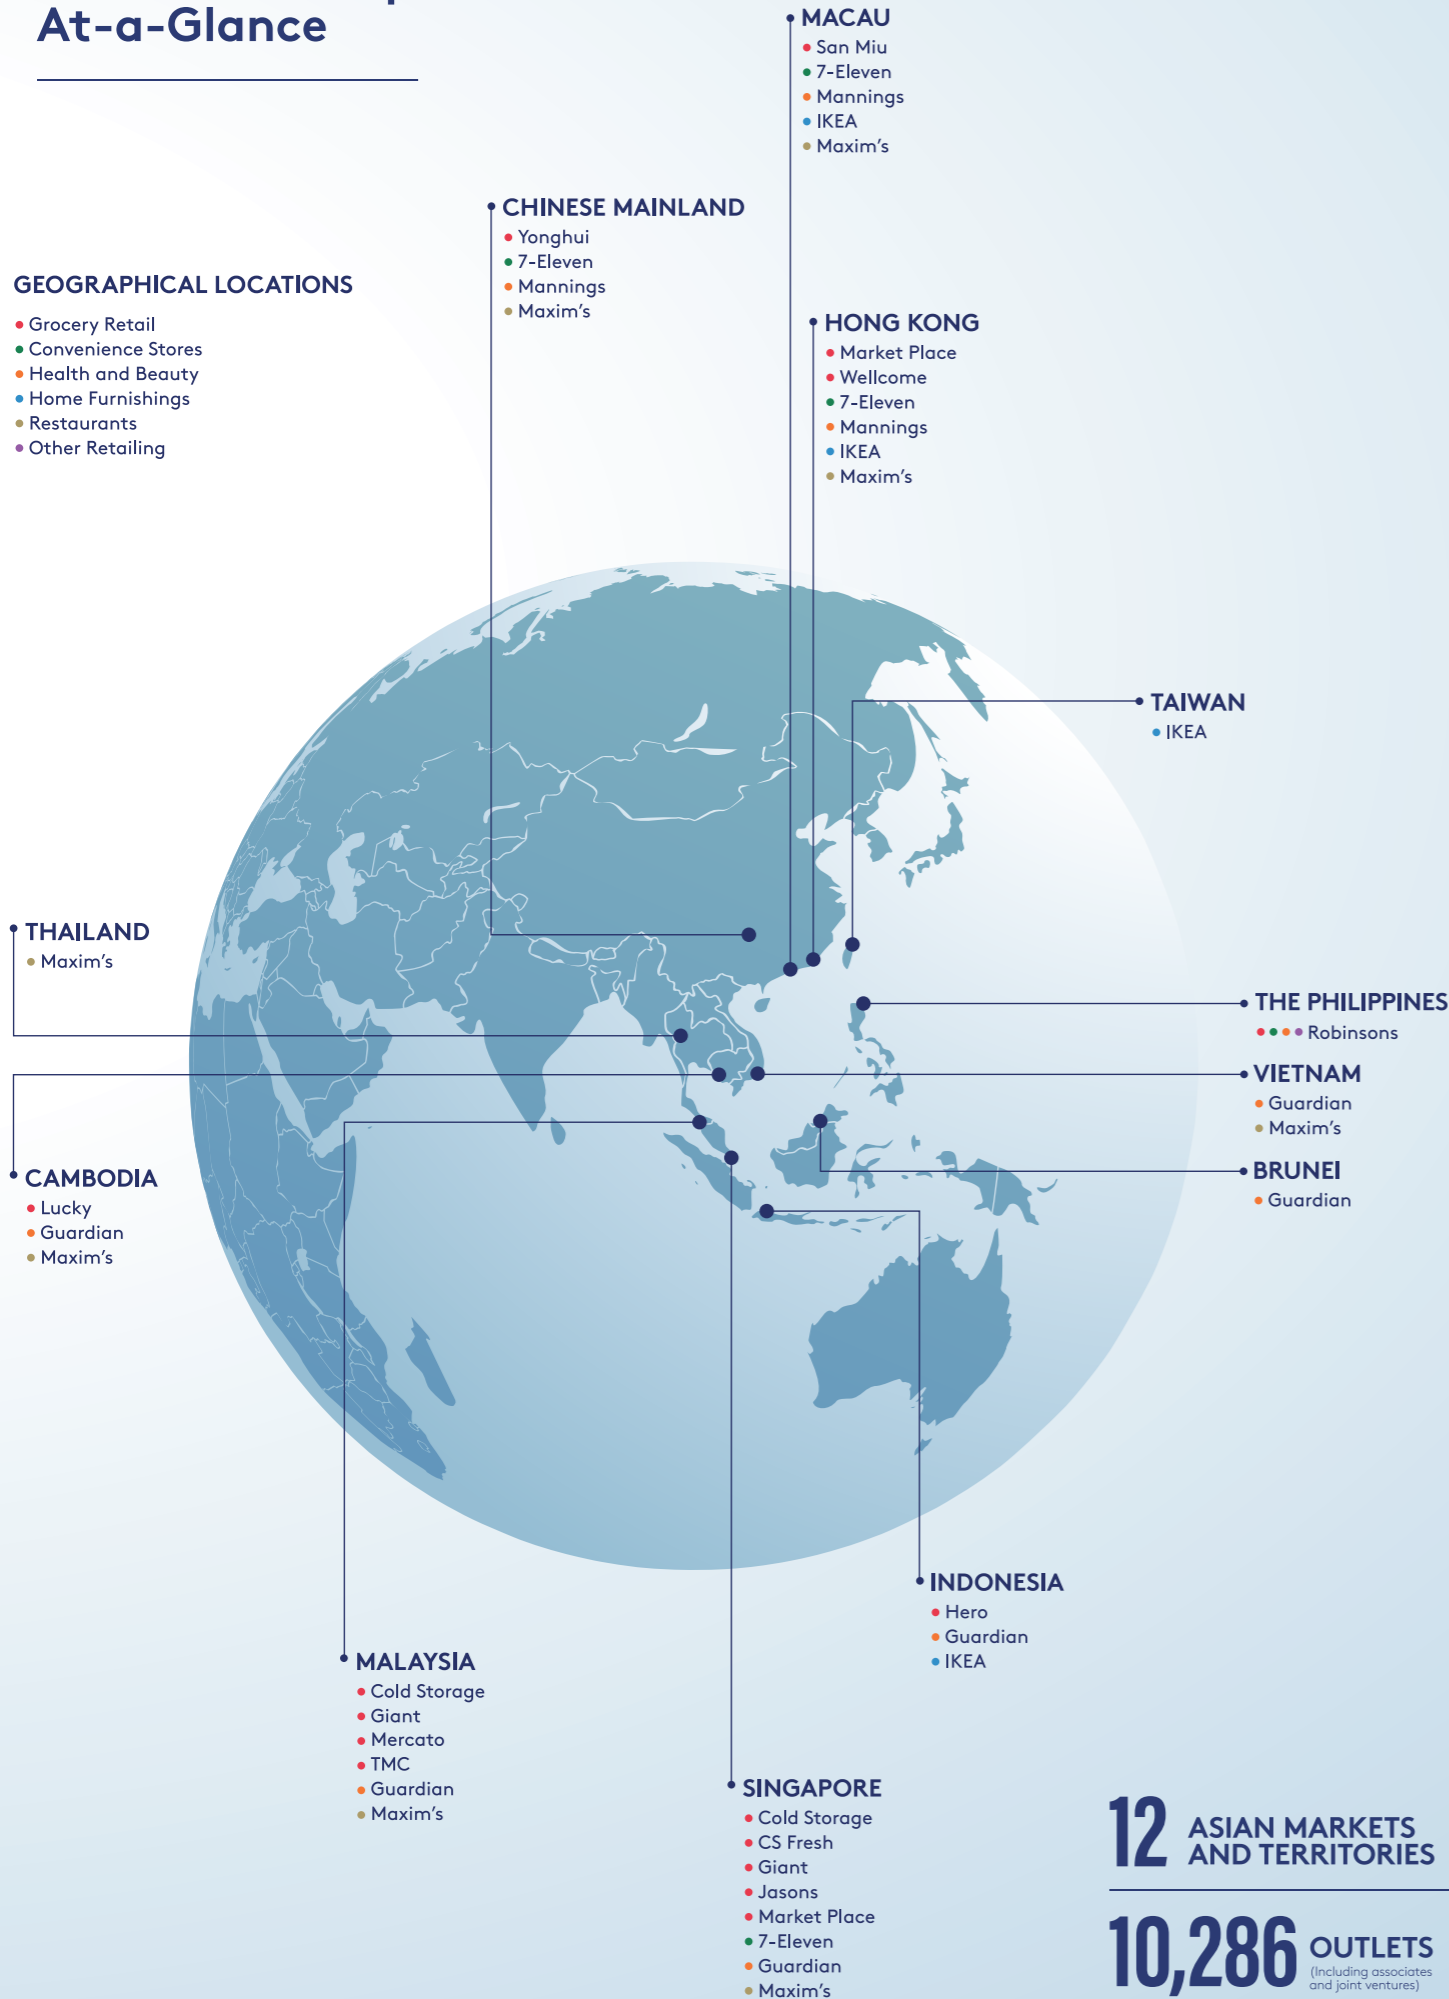 At-a-Glance
MACAU
San Miu
7-Eleven
Mannings
IKEA
Maxim's
CHINESE MAINLAND
Yonghui
7-Eleven
Mannings
Maxim's
GEOGRAPHICAL LOCATIONS
Grocery Retail
Convenience Stores
Health and Beauty
Home Furnishings
Restaurants
Other Retailing
HONG KONG
Market Place
Wellcome
7-Eleven
Mannings
IKEA
Maxim's
TAIWAN
IKEA
THAILAND
Maxim's
THE PHILIPPINES
Robinsons
VIETNAM
Guardian
Maxim's
BRUNEI
Guardian
CAMBODIA
Lucky
Guardian
Maxim's
INDONESIA
Hero
Guardian
IKEA
MALAYSIA
Cold Storage
Giant
Mercato
TMC
Guardian
Maxim's
SINGAPORE
Cold Storage
CS Fresh
Giant
Jasons
Market Place
7-Eleven
Guardian
Maxim's
12 ASIAN MARKETS
AND TERRITORIES
10,286 OUTLETS
(Including associates
and joint ventures)